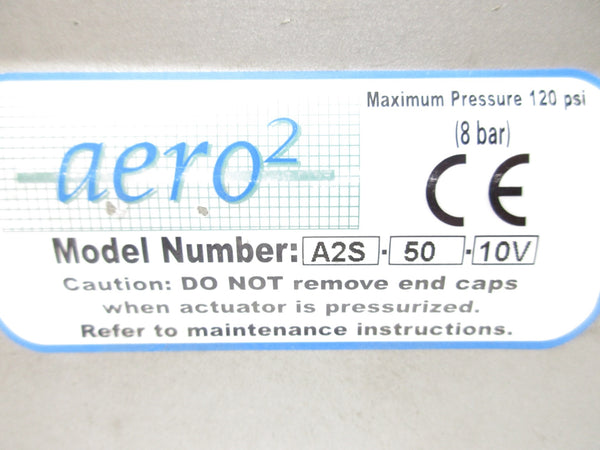 aero²
Maximum Pressure 120 psi
(8 bar)
CE
Model Number: A2S - 50 - 10V
Caution: DO NOT remove end caps
when actuator is pressurized.
Refer to maintenance instructions.